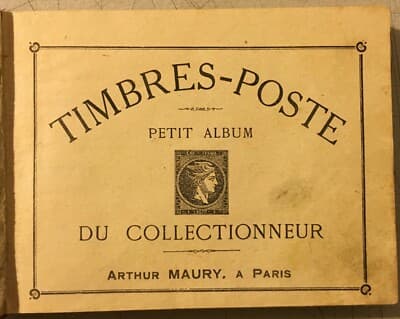 TIMBRES-POSTE
PETIT ALBUM
DU COLLECTIONNEUR
ARTHUR MAURY, A PARIS